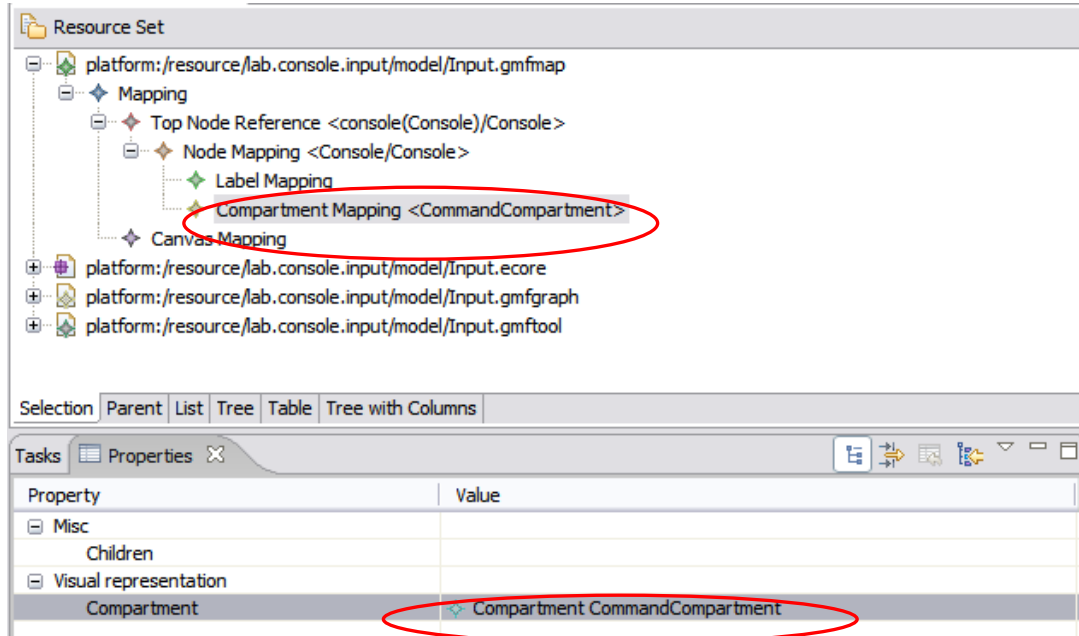 Resource Set
platform:/resource/lab.console.input/model/Input.gmfmap
Mapping
Top Node Reference <console(Console)/Console>
Node Mapping <Console/Console>
Label Mapping
Compartment Mapping <CommandCompartment>
Canvas Mapping
platform:/resource/lab.console.input/model/Input.ecore
platform:/resource/lab.console.input/model/Input.gmfgraph
platform:/resource/lab.console.input/model/Input.gmftool
Selection Parent List Tree Table Tree with Columns
Tasks Properties
Property Value
Misc
Children
Visual representation
Compartment Compartment CommandCompartment